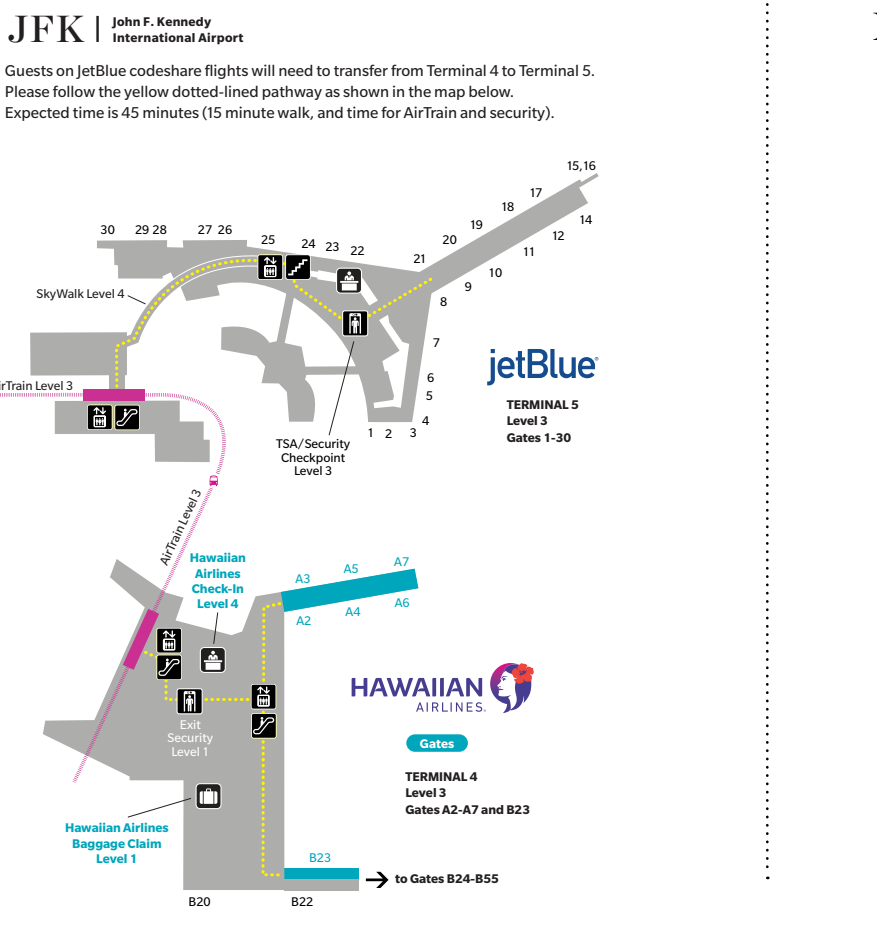 JFK
John F. Kennedy
International Airport
Guests on JetBlue codeshare flights will need to transfer from Terminal 4 to Terminal 5.
Please follow the yellow dotted-lined pathway as shown in the map below.
Expected time is 45 minutes (15 minute walk, and time for AirTrain and security).
15,16
17
18
14
19
12
20
11
30
29 28
27 26
25
24
23
22
21
10
9
8
SkyWalk Level 4
7
6
5
4
irTrain Level 3
1
2
3
jetBlue
TERMINAL 5
Level 3
Gates 1-30
TSA/Security
Checkpoint
Level 3
AirTrain Level 3
Hawaiian
Airlines
Check-In
Level 4
A3
A5
A7
A2
A4
A6
HAWAIIAN
AIRLINES.
Exit
Security
Level 1
Gates
TERMINAL 4
Level 3
Gates A2-A7 and B23
Hawaiian Airlines
Baggage Claim
Level 1
B23
to Gates B24-B55
B20
B22